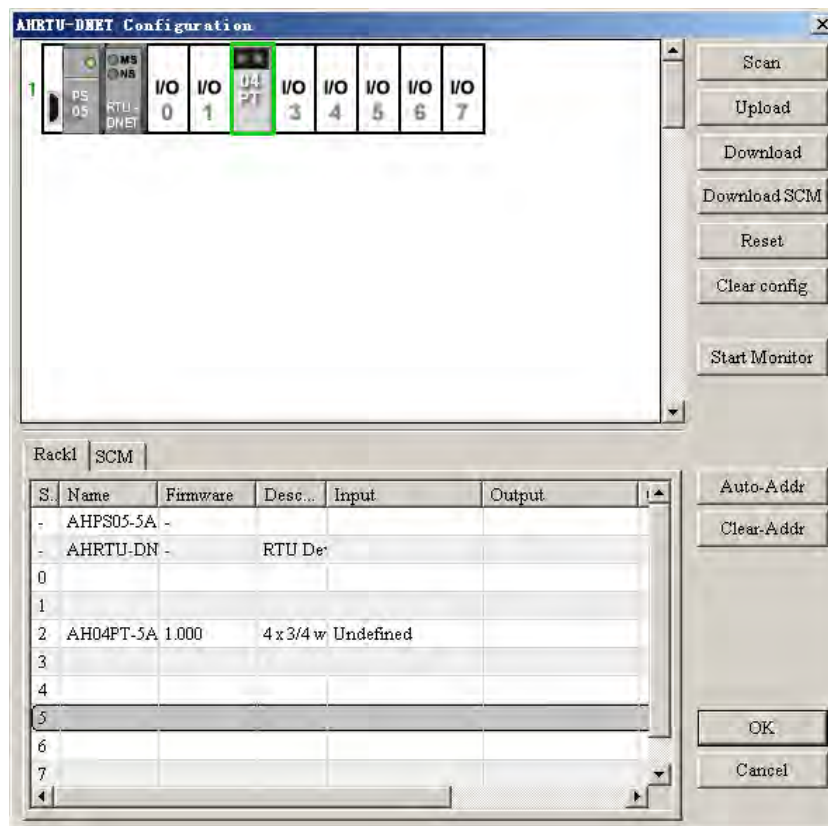 AHRTU-DNET Configuration
MS
NS
1
PS
05
RTU-
DNET
I/O
0
I/O
1
04
PT
I/O
3
I/O
4
I/O
5
I/O
6
I/O
7
Scan
Upload
Download
Download SCM
Reset
Clear config
Start Monitor
Rack1 SCM
S.. Name Firmware Desc... Input Output
- AHPS05-5A -
- AHRTU-DN - RTU De
0
1
2 AH04PT-5A 1.000 4 x 3/4 w Undefined
3
4
5
6
7
Auto-Addr
Clear-Addr
OK
Cancel